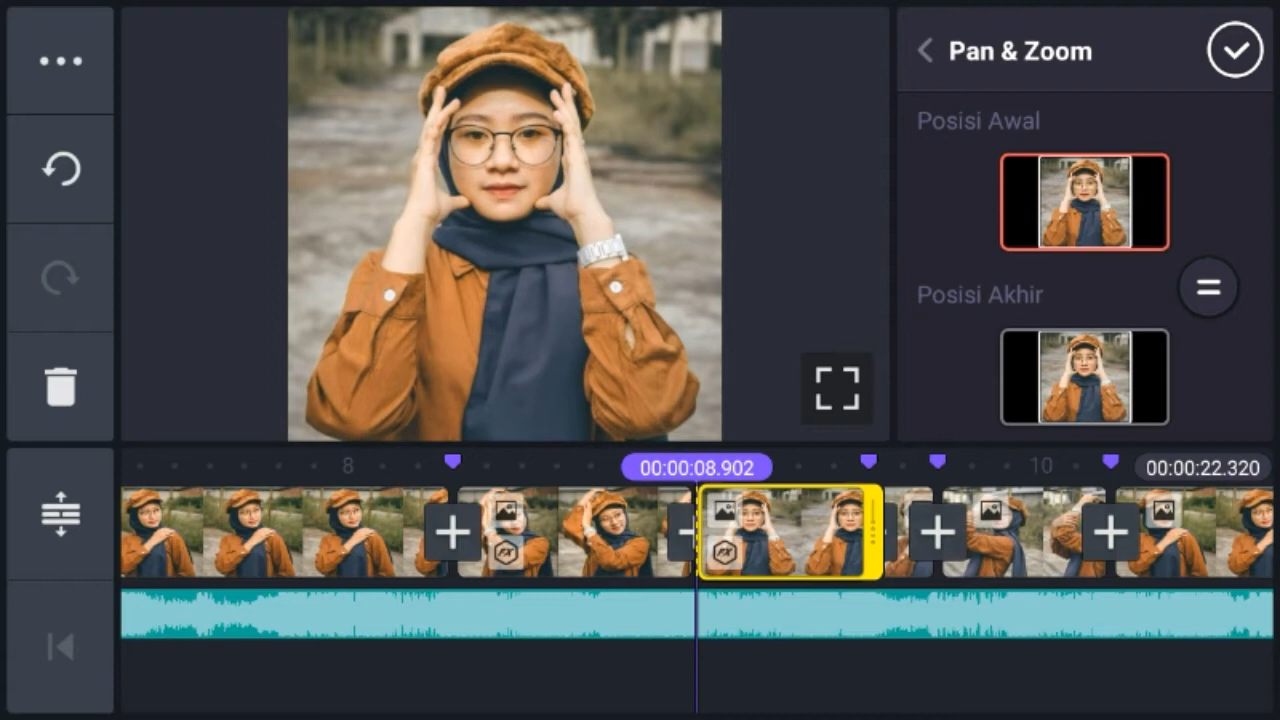 Pan & Zoom
Posisi Awal
Posisi Akhir
8
00:00:08.902
10
00:00:22.320